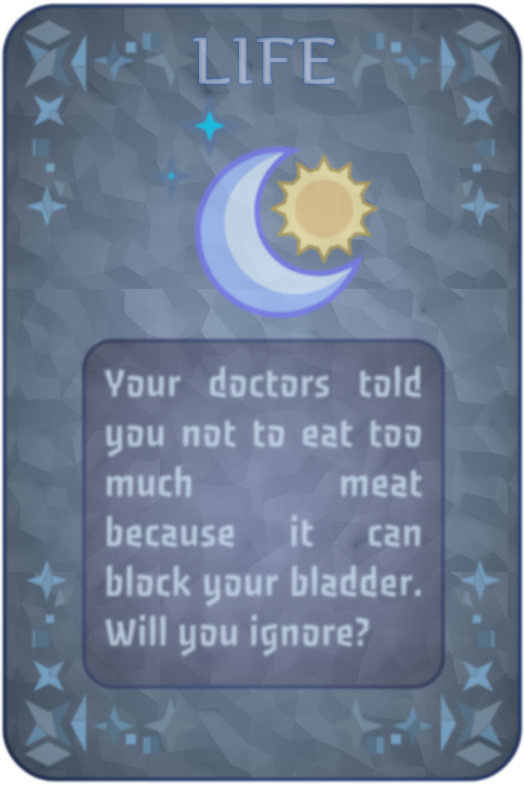 LIFE
Your doctors told
you not to eat too
much meat
because it can
block your bladder.
Will you ignore?